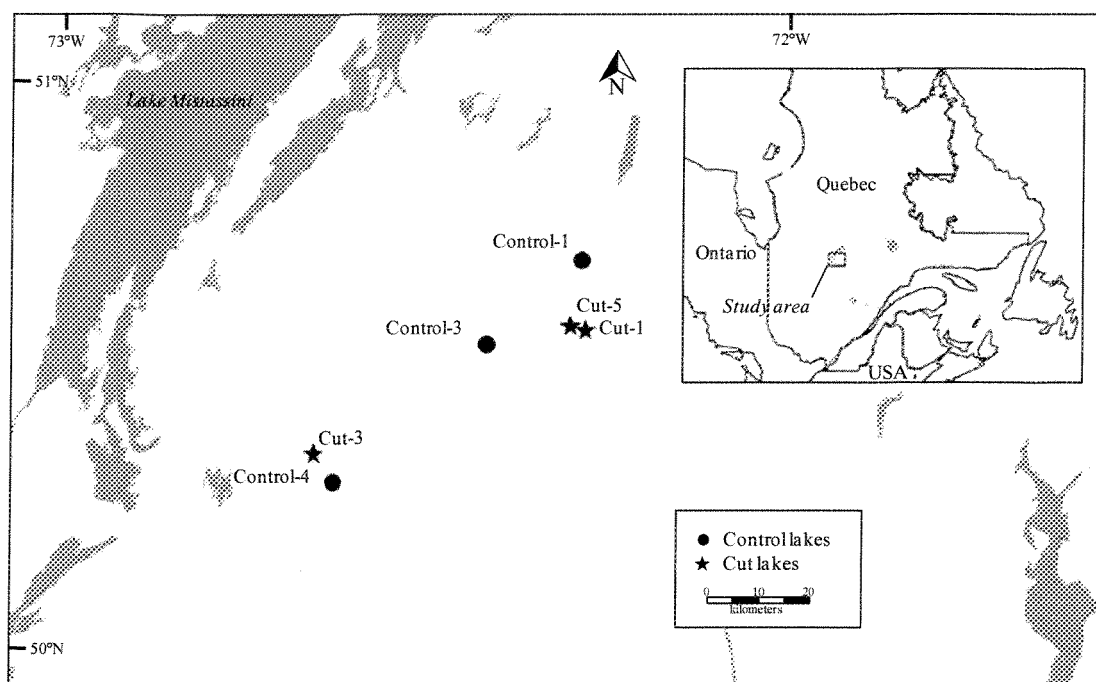 73°W
72°W
51°N
Lake Mistassini
N
Quebec
Ontario
Study area
USA
Control-1
Cut-5
Cut-1
Control-3
Cut-3
Control-4
Control lakes
Cut lakes
0 10 20
kilometers
50°N